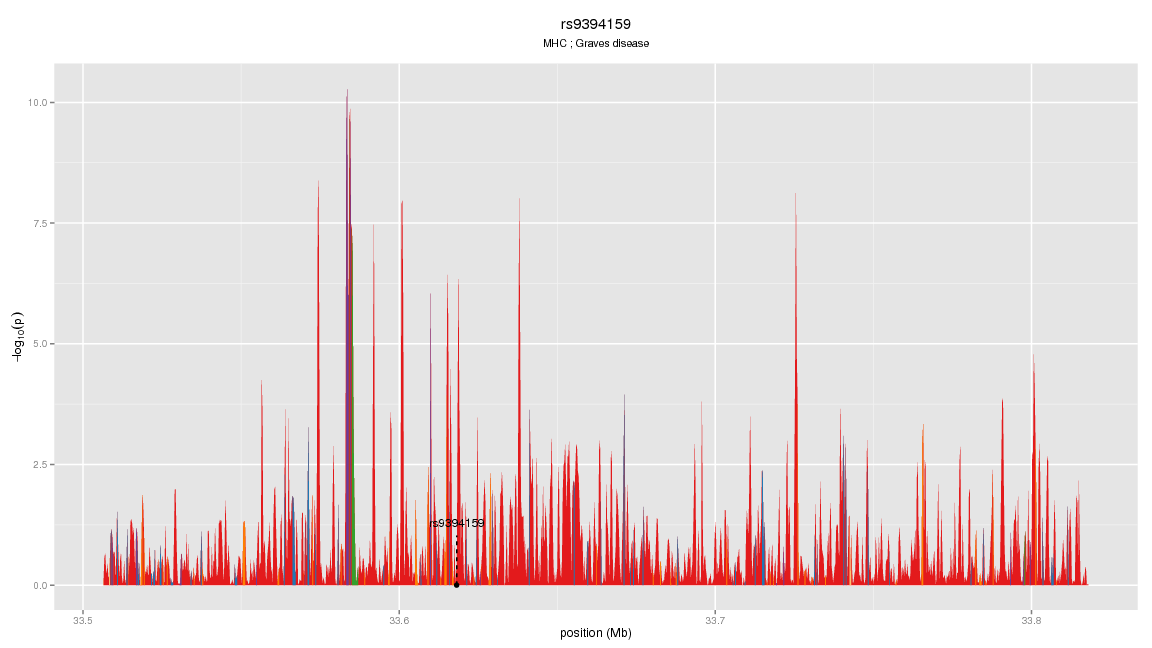 rs9394159
MHC ; Graves disease
10.0
7.5
5.0
2.5
0.0
−log10(p)
rs9394159
33.5 33.6 33.7 33.8
position (Mb)